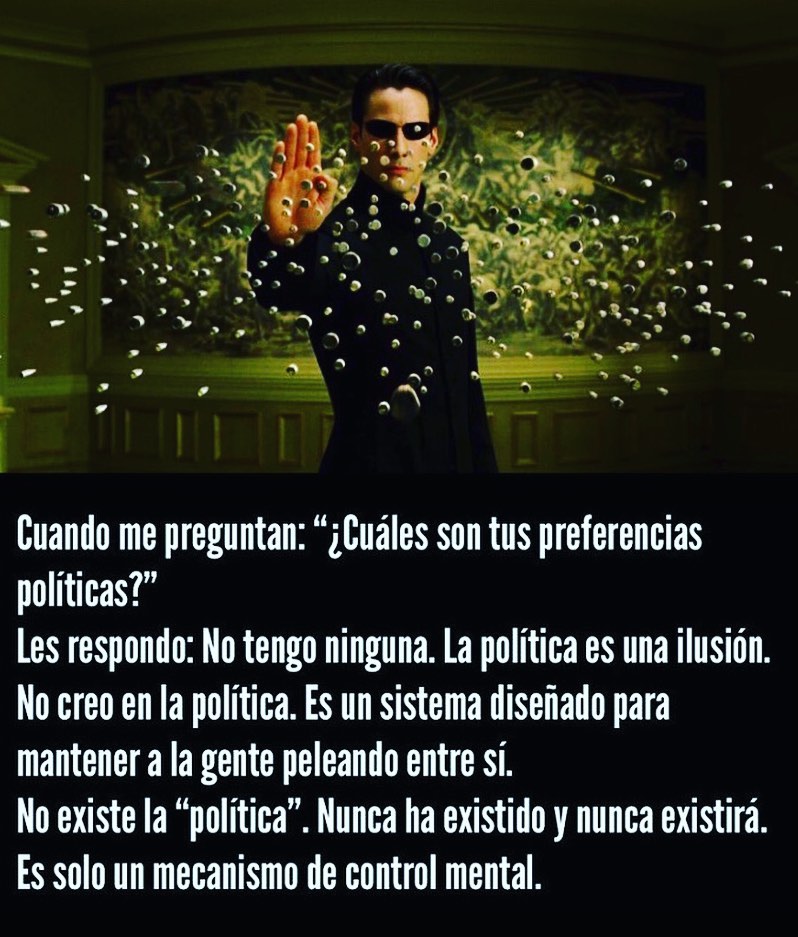 Cuando me preguntan: “¿Cuáles son tus preferencias
políticas?”
Les respondo: No tengo ninguna. La política es una ilusión.
No creo en la política. Es un sistema diseñado para
mantener a la gente peleando entre sí.
No existe la “política”. Nunca ha existido y nunca existirá.
Es solo un mecanismo de control mental.